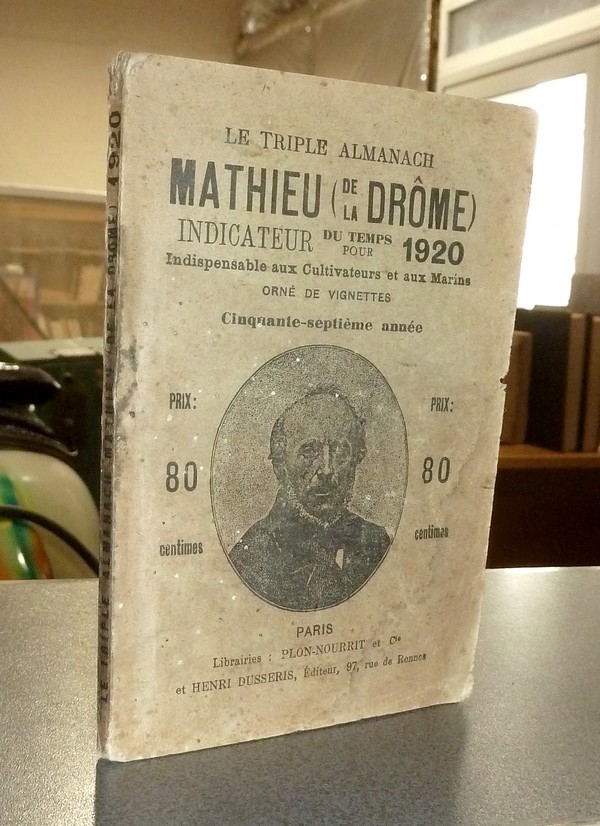 LE TRIPLE ALMANACH
MATHIEU (DE LA DRÔME)
INDICATEUR DU TEMPS POUR 1920
Indispensable aux Cultivateurs et aux Marins
ORNÉ DE VIGNETTES
Cinquante-septième année
PRIX:
80
centimes
PRIX:
80
centimes
PARIS
Librairies : PLON-NOURRIT et Cie
et HENRI DUSSERIS, Éditeur, 97, rue de Rennes
LE TRIPLE ALMANACH MATHIEU DE LA DROME 1920